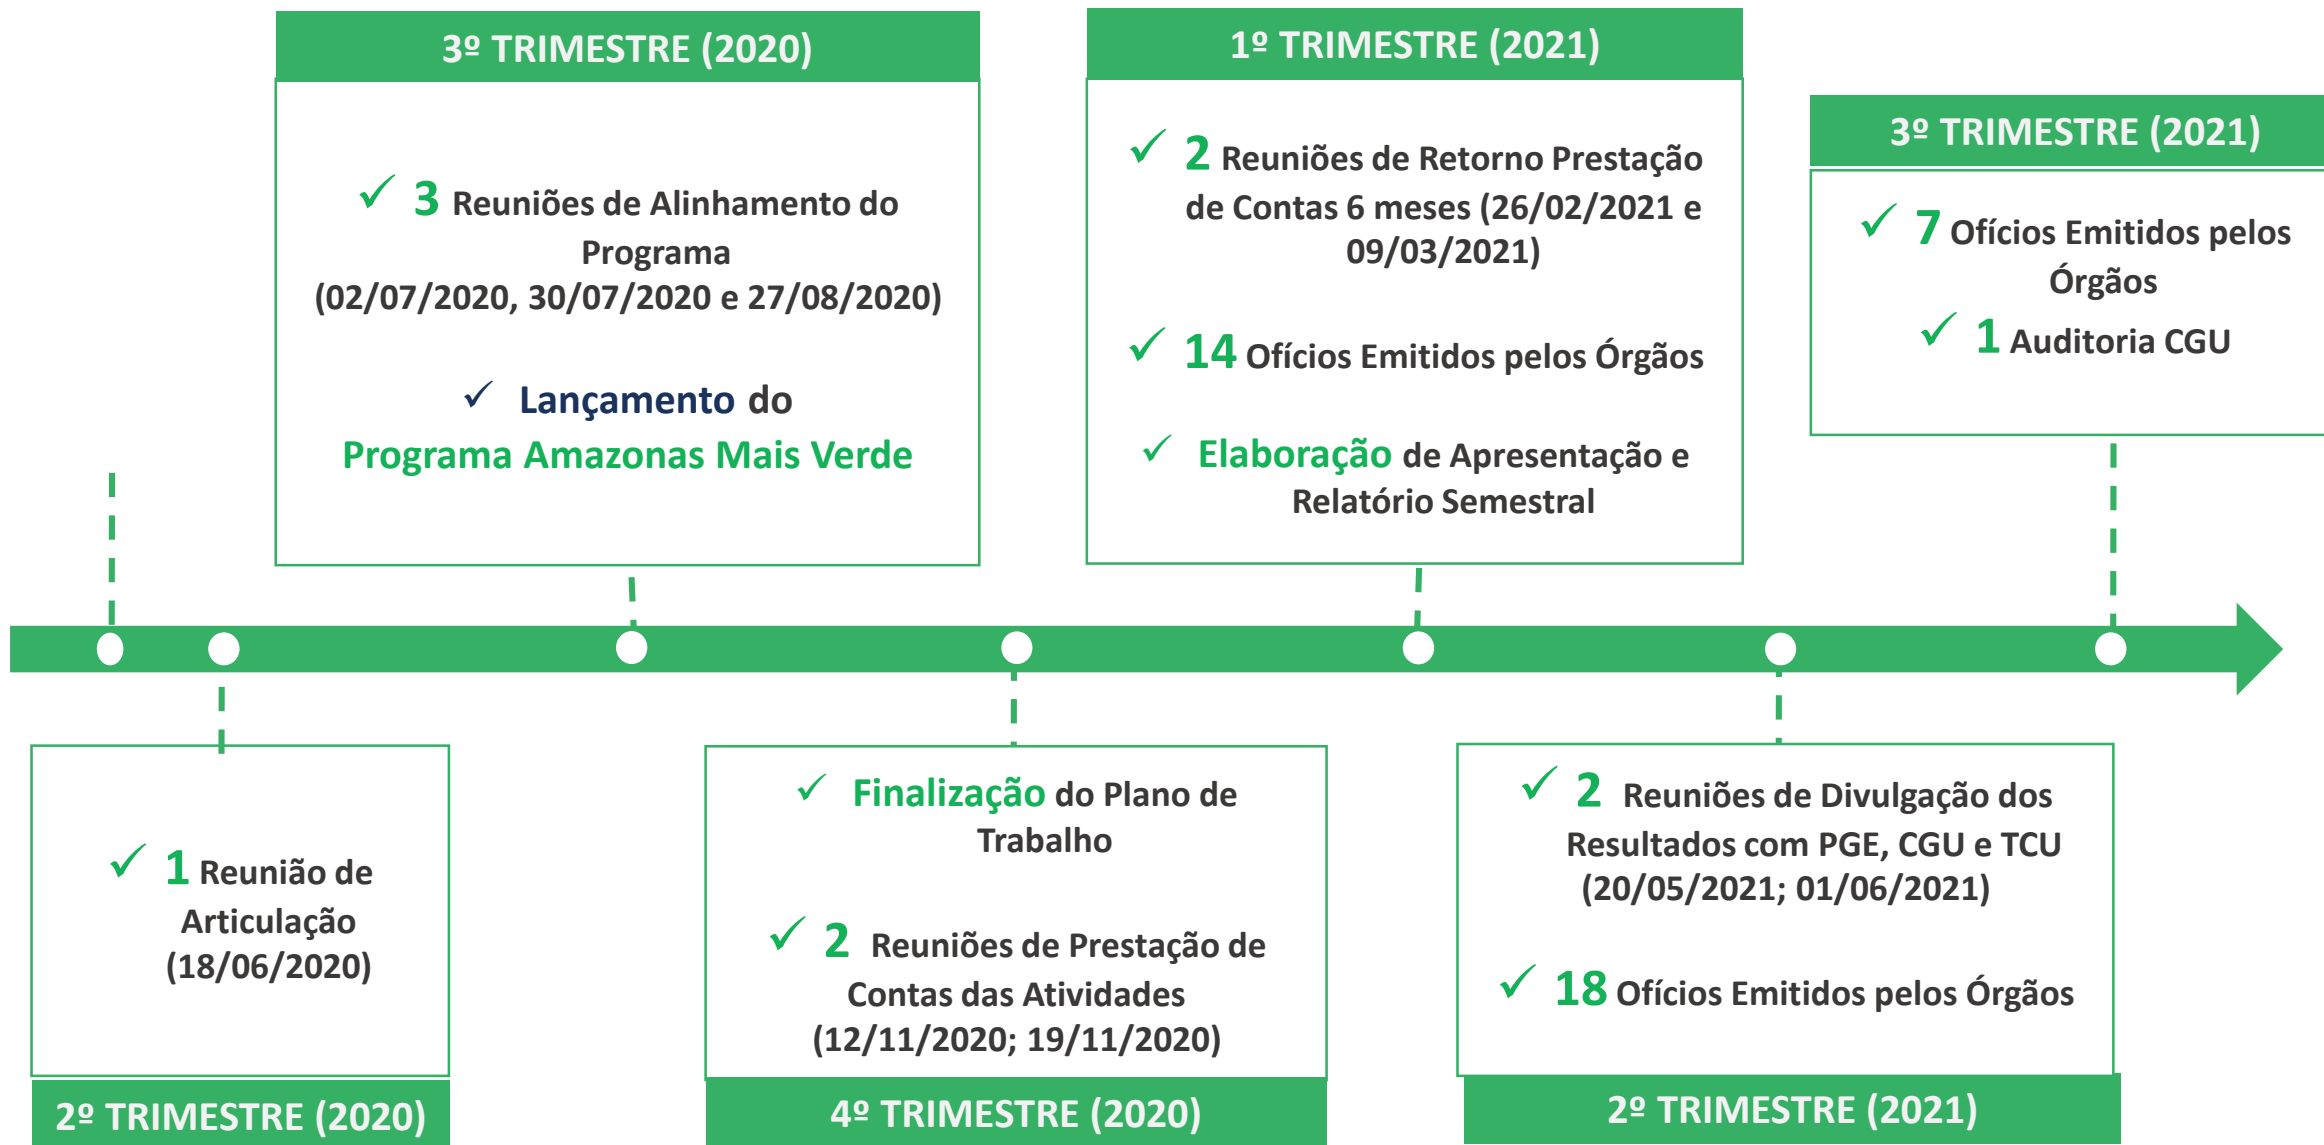 3º TRIMESTRE (2020)
✓ 3 Reuniões de Alinhamento do
Programa
(02/07/2020, 30/07/2020 e 27/08/2020)
✓ Lançamento do
Programa Amazonas Mais Verde
1º TRIMESTRE (2021)
✓ 2 Reuniões de Retorno Prestação
de Contas 6 meses (26/02/2021 e
09/03/2021)
✓ 14 Ofícios Emitidos pelos Órgãos
✓ Elaboração de Apresentação e
Relatório Semestral
3º TRIMESTRE (2021)
✓ 7 Ofícios Emitidos pelos
Órgãos
✓ 1 Auditoria CGU
✓ 1 Reunião de
Articulação
(18/06/2020)
2º TRIMESTRE (2020)
✓ Finalização do Plano de
Trabalho
✓ 2 Reuniões de Prestação de
Contas das Atividades
(12/11/2020; 19/11/2020)
4º TRIMESTRE (2020)
✓ 2 Reuniões de Divulgação dos
Resultados com PGE, CGU e TCU
(20/05/2021; 01/06/2021)
✓ 18 Ofícios Emitidos pelos Órgãos
2º TRIMESTRE (2021)